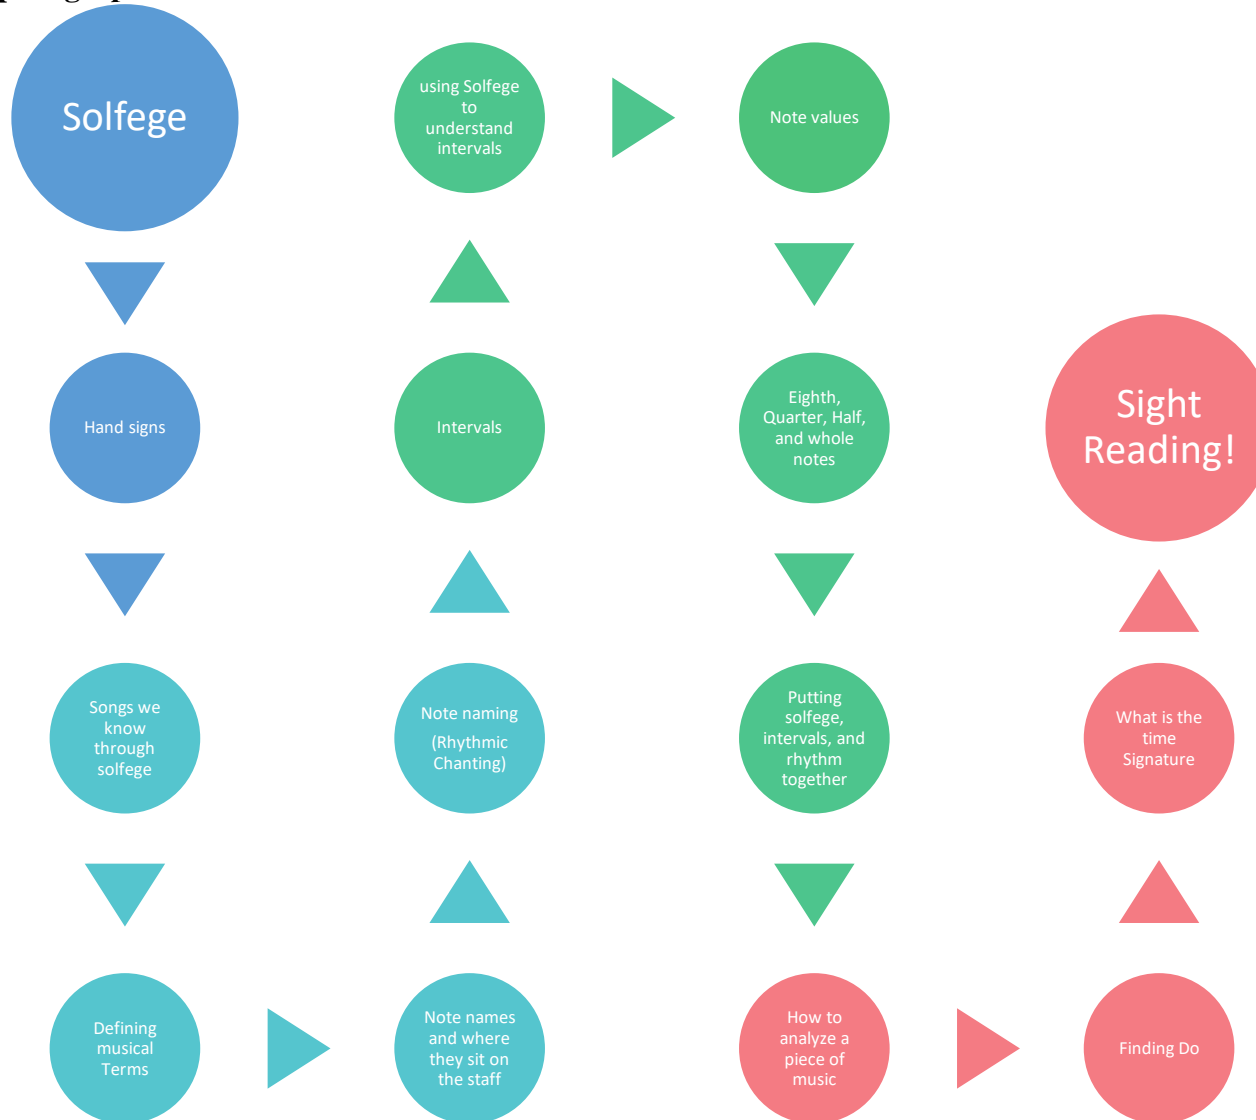 Solfege
Hand signs
Songs we
know
through
solfege
Defining
musical
Terms
Note names
and where
they sit on
the staff
Note naming
(Rhythmic
Chanting)
Intervals
using Solfege
to
understand
intervals
Note values
Eighth,
Quarter, Half,
and whole
notes
Putting
solfege,
intervals, and
rhythm
together
How to
analyze a
piece of
music
Finding Do
What is the
time
Signature
Sight
Reading!